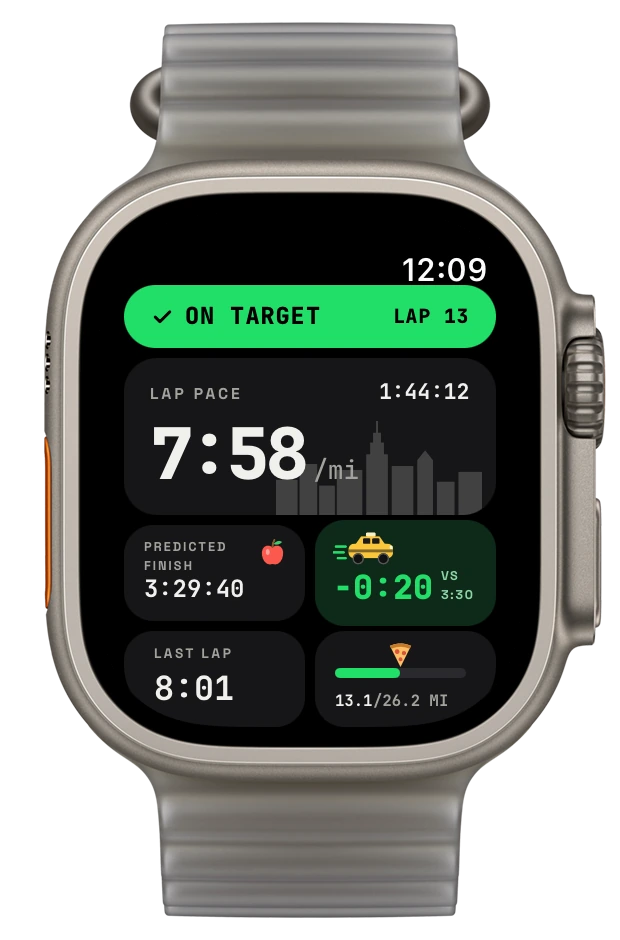 12:09
ON TARGET LAP 13
LAP PACE 1:44:12
7:58/mi
PREDICTED
FINISH
3:29:40
-0:20 VS
3:30
LAST LAP
8:01
13.1/26.2 MI